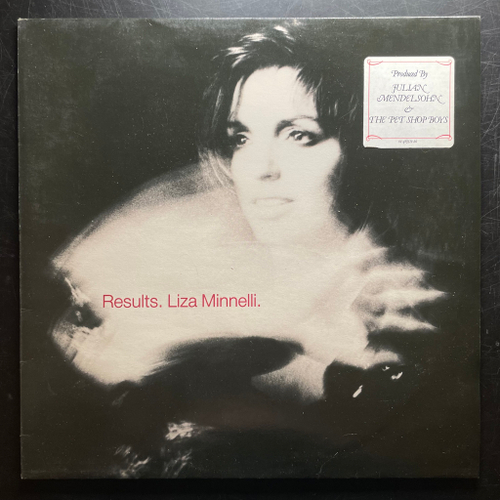 Produced By
JULIAN
MENDELSOHN
&
THE PET SHOP BOYS
Results. Liza Minnelli.